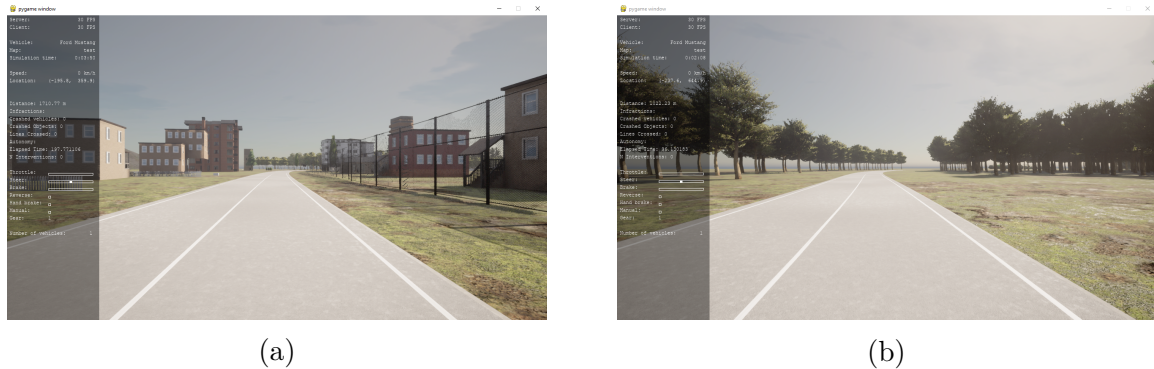 pygame window
Server: 30 FPS
Client: 30 FPS
Vehicle: Ford Mustang
Map: test
Simulation time:
Speed: 0 km/h
Location:
Distance: 1710.77 m
Infractions:
Crashed vehicles: 0
Crashed Objects: 0
Lines Crossed: 0
Autonomy:
Elapsed Time:
N Interventions: 0
Throttle:
Steer:
Brake:
Reverse:
Hand brake:
Manual:
Gear: 1
Number of vehicles: 1
(a)
pygame window
Server: 30 FPS
Client: 30 FPS
Vehicle: Ford Mustang
Map: test
Simulation time:
Speed: 0 km/h
Location:
Distance:
Infractions:
Crashed vehicles: 0
Crashed Objects: 0
Lines Crossed: 0
Autonomy:
Elapsed Time:
N Interventions: 0
Throttle:
Steer:
Brake:
Reverse:
Hand brake:
Manual:
Gear: 1
Number of vehicles: 1
(b)